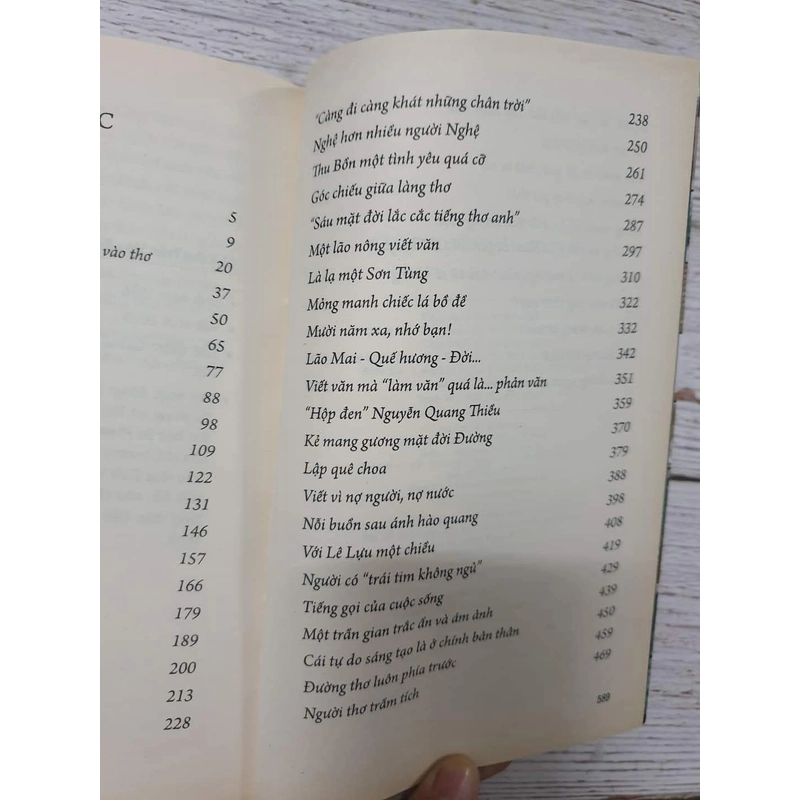 C
5
9
vào thơ 20
37
50
65
77
88
98
109
122
131
146
157
166
179
189
200
213
228
"Càng đi càng khát những chân trời" 238
Nghệ hơn nhiều người Nghệ 250
Thu Bồn một tình yêu quá cỡ 261
Góc chiếu giữa làng thơ 274
"Sáu mặt đời lắc cắc tiếng thơ anh" 287
Một lão nông viết văn 297
Là lạ một Sơn Tùng 310
Mỏng manh chiếc lá bồ đề 322
Mười năm xa, nhớ bạn! 332
Lão Mai - Quế hương - Đời... 342
Viết văn mà "làm văn" quá là... phản văn 351
"Hộp đen" Nguyễn Quang Thiều 359
Kẻ mang gương mặt đời Đường 370
Lập quê choa 379
Viết vì nợ người, nợ nước 388
Nỗi buồn sau ánh hào quang 398
Với Lê Lựu một chiều 408
Người có "trái tim không ngủ" 419
Tiếng gọi của cuộc sống 429
Một trần gian trắc ẩn và ám ảnh 439
Cái tự do sáng tạo là ở chính bản thân 450
Đường thơ luôn phía trước 459
Người thơ trầm tích 469
589